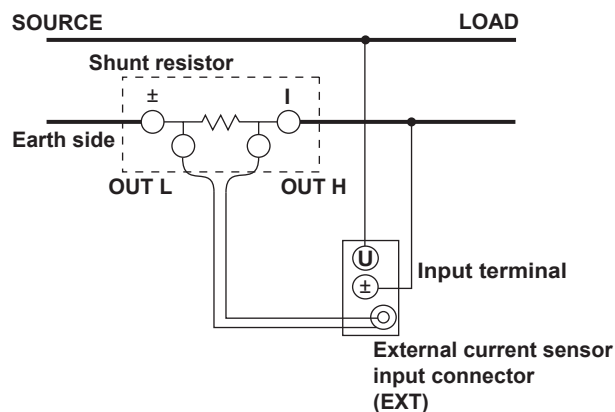 SOURCE
LOAD
Shunt resistor
±
I
Earth side
OUT L
OUT H
U
±
Input terminal
External current sensor
input connector
(EXT)